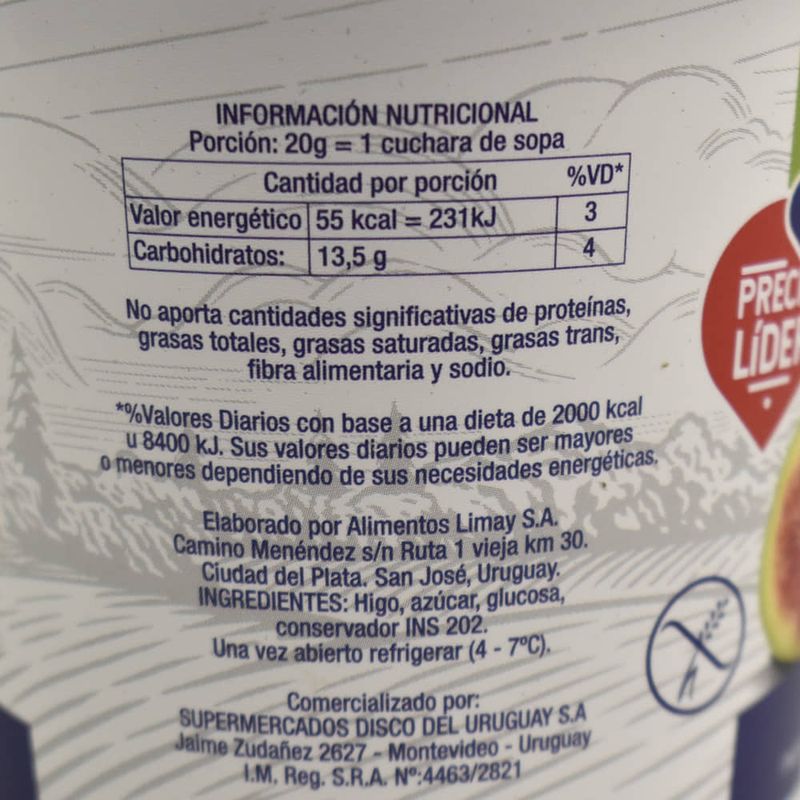 INFORMACIÓN NUTRICIONAL
Porción: 20g = 1 cuchara de sopa
Cantidad por porción %VD*
Valor energético 55 kcal = 231kJ 3
Carbohidratos: 13,5 g 4
No aporta cantidades significativas de proteínas,
grasas totales, grasas saturadas, grasas trans,
fibra alimentaria y sodio.
*%Valores Diarios con base a una dieta de 2000 kcal
u 8400 kJ. Sus valores diarios pueden ser mayores
o menores dependiendo de sus necesidades energéticas.
Elaborado por Alimentos Limay S.A.
Camino Menéndez s/n Ruta 1 vieja km 30.
Ciudad del Plata. San José, Uruguay.
INGREDIENTES: Higo, azúcar, glucosa,
conservador INS 202.
Una vez abierto refrigerar (4 - 7ºC).
Comercializado por:
SUPERMERCADOS DISCO DEL URUGUAY S.A
Jaime Zudañez 2627 - Montevideo - Uruguay
I.M. Reg. S.R.A. Nº:4463/2821